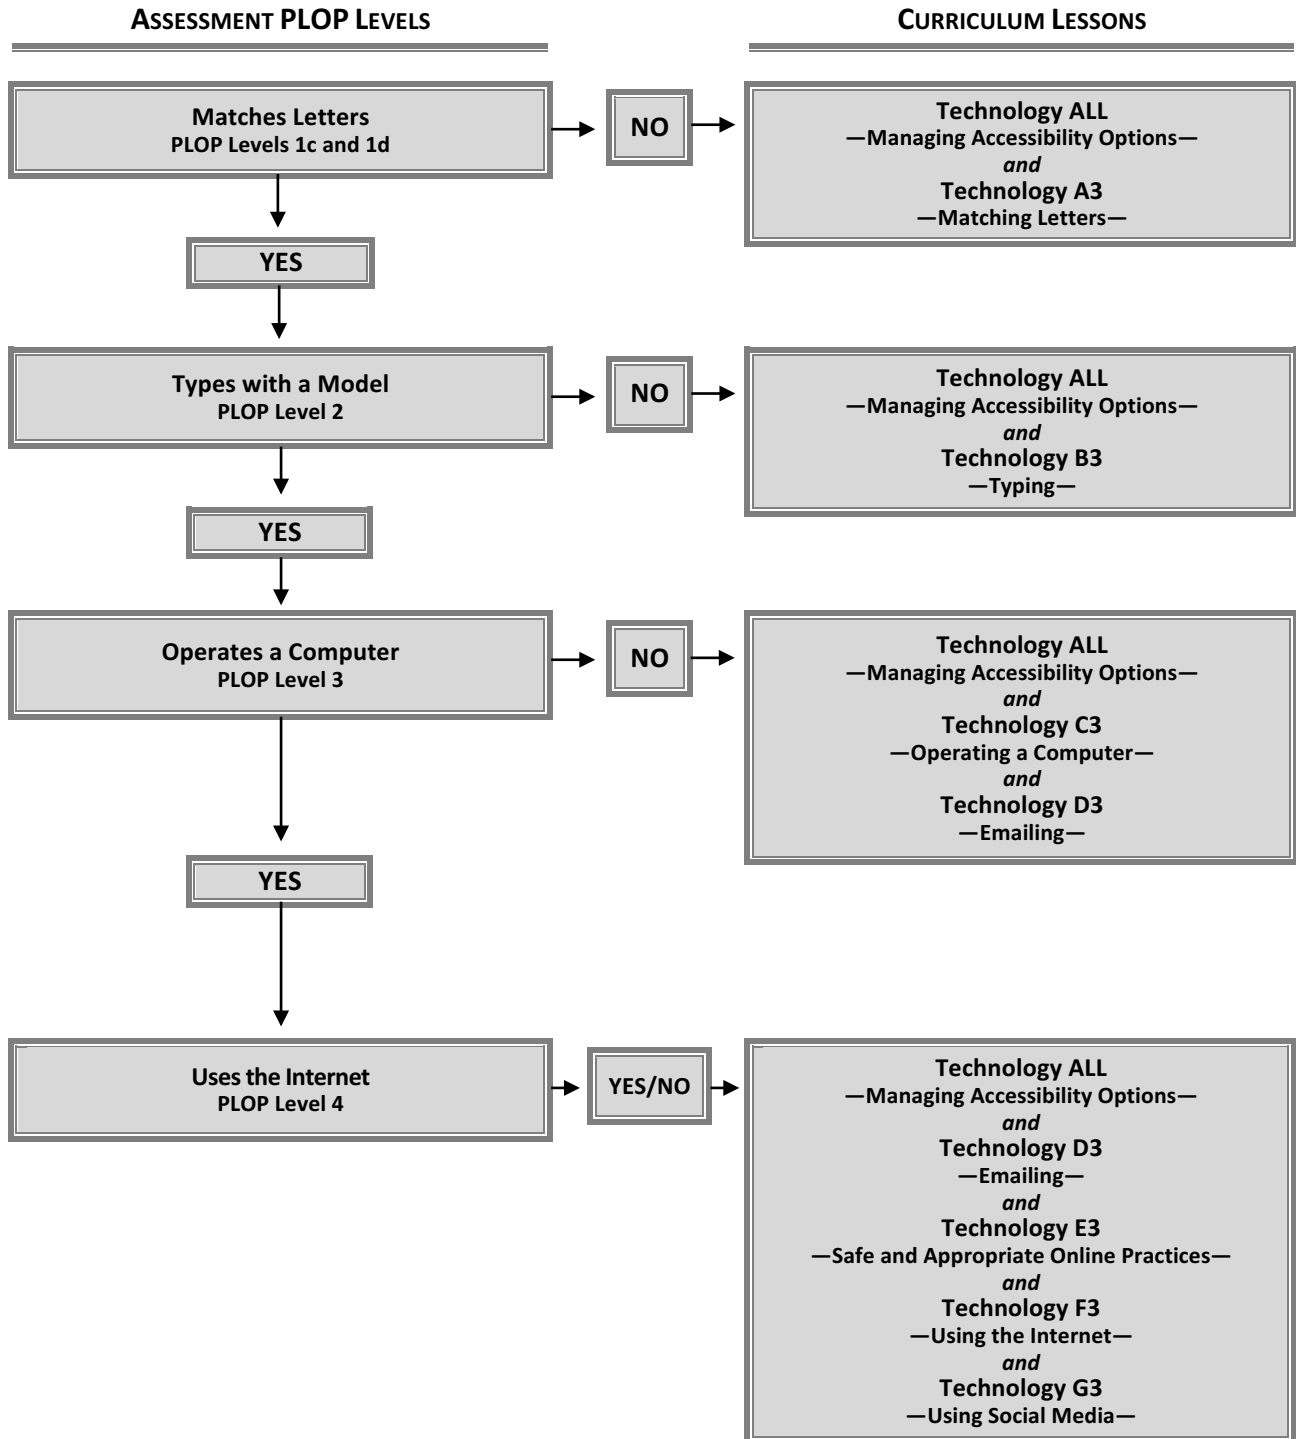 ASSESSMENT PLOP LEVELS
CURRICULUM LESSONS
Matches Letters
PLOP Levels 1c and 1d
NO
Technology ALL
—Managing Accessibility Options—
and
Technology A3
—Matching Letters—
YES
Types with a Model
PLOP Level 2
NO
Technology ALL
—Managing Accessibility Options—
and
Technology B3
—Typing—
YES
Operates a Computer
PLOP Level 3
NO
Technology ALL
—Managing Accessibility Options—
and
Technology C3
—Operating a Computer—
and
Technology D3
—Emailing—
YES
Uses the Internet
PLOP Level 4
YES/NO
Technology ALL
—Managing Accessibility Options—
and
Technology D3
—Emailing—
and
Technology E3
—Safe and Appropriate Online Practices—
and
Technology F3
—Using the Internet—
and
Technology G3
—Using Social Media—